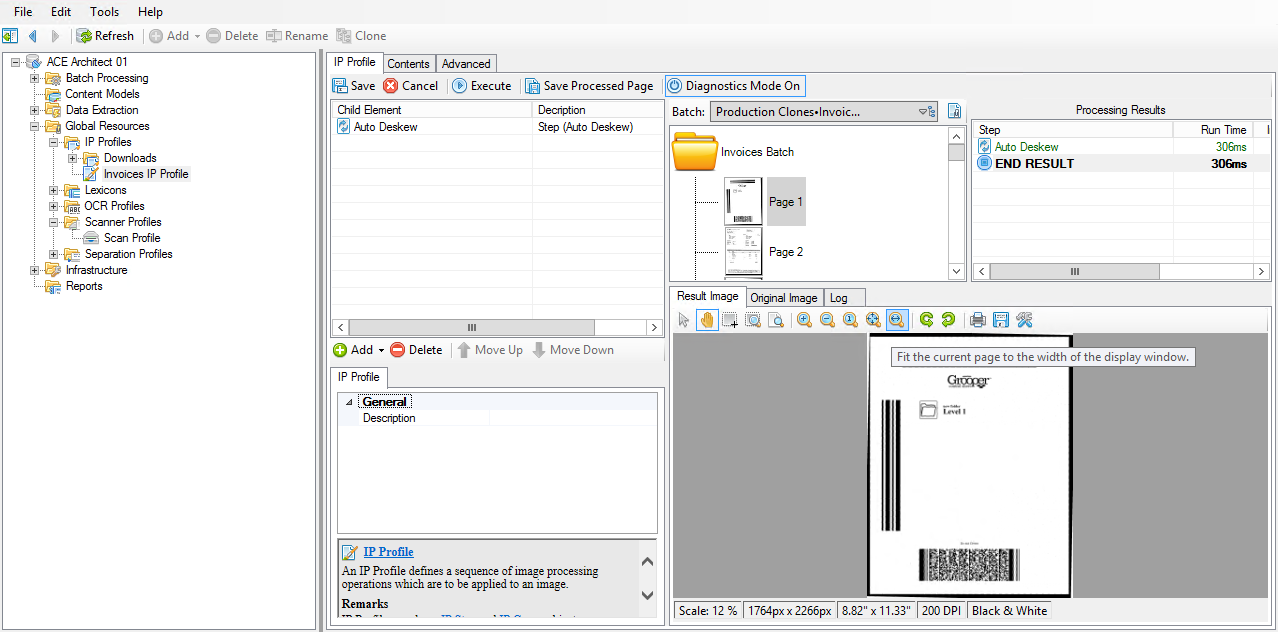 File Edit Tools Help
Refresh Add Delete Rename Clone
ACE Architect 01
Batch Processing
Content Models
Data Extraction
Global Resources
IP Profiles
Downloads
Invoices IP Profile
Lexicons
OCR Profiles
Scanner Profiles
Scan Profile
Separation Profiles
Infrastructure
Reports
IP Profile Contents Advanced
Save Cancel Execute Save Processed Page Diagnostics Mode On
Child Element Decription
Auto Deskew Step (Auto Deskew)
Add Delete Move Up Move Down
IP Profile
General
Description
IP Profile
An IP Profile defines a sequence of image processing
operations which are to be applied to an image.
Remarks
Batch: Production Clones•Invoic...
Invoices Batch
Page 1
Page 2
Processing Results
Step Run Time
Auto Deskew 306ms
END RESULT 306ms
Result Image Original Image Log
Fit the current page to the width of the display window.
Grooper
new folder
Level 1
Scale: 12 % 1764px x 2266px 8.82" x 11.33" 200 DPI Black & White